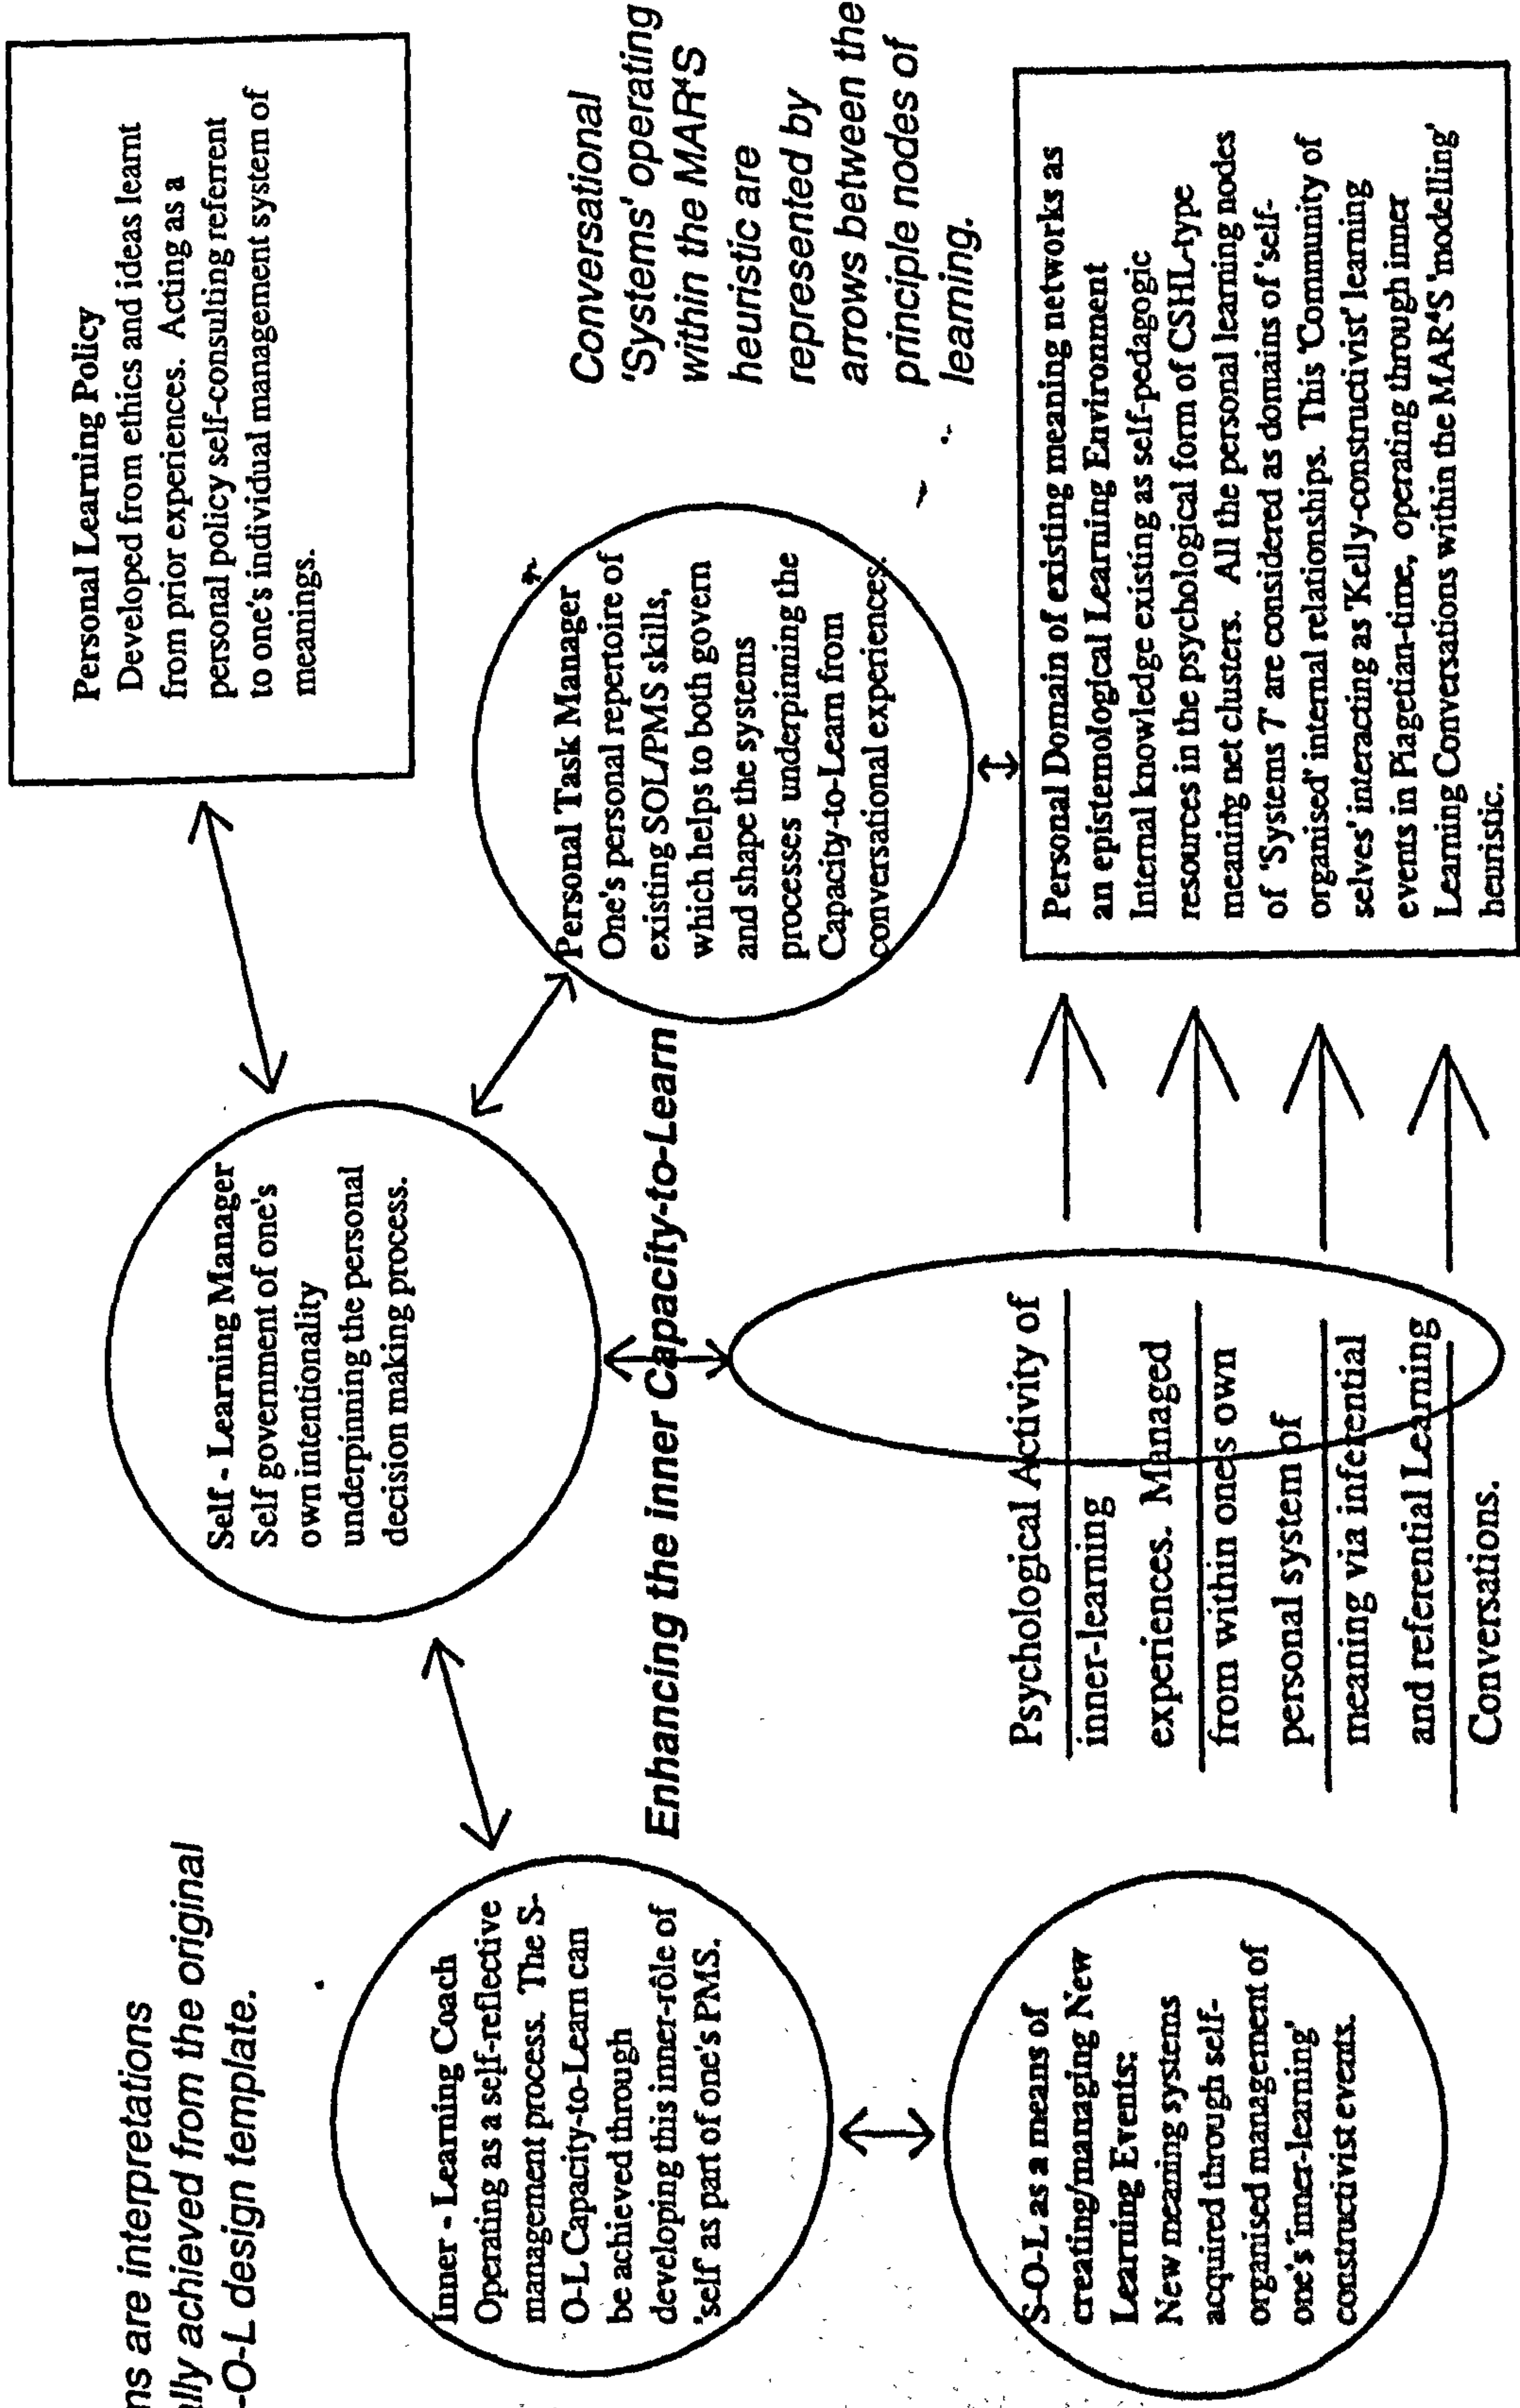 ns are interpretations
ally achieved from the original
-O-L design template.
Personal Learning Policy
Developed from ethics and ideas learnt
from prior experiences. Acting as a
personal policy self-consulting referrent
to one's individual management system of
meanings.
Self - Learning Manager
Self government of one's
own intentionality
underpinning the personal
decision making process.
Inner - Learning Coach
Operating as a self-reflective
management process. The S-
O-L Capacity-to-Learn can
be achieved through
developing this inner-rôle of
'self as part of one's PMS.
Personal Task Manager
One's personal repertoire of
existing SOL/PMS skills,
which helps to both govern
and shape the systems
processes underpinning the
Capacity-to-Learn from
conversational experiences.
Conversational
'Systems' operating
within the MAR⁴S
heuristic are
represented by
arrows between the
principle nodes of
learning.
Enhancing the inner Capacity-to-Learn
S-O-L as a means of
creating/managing New
Learning Events:
New meaning systems
acquired through self-
organised management of
one's 'inner-learning'
constructivist events.
Psychological Activity of
inner-learning
experiences. Managed
from within ones own
personal system of
meaning via inferential
and referential Learning
Conversations.
Personal Domain of existing meaning networks as
an epistemological Learning Environment
Internal knowledge existing as self-pedagogic
resources in the psychological form of CSHL-type
meaning net clusters. All the personal learning nodes
of 'Systems 7' are considered as domains of 'self-
organised' internal relationships. This 'Community of
selves' interacting as 'Kelly-constructivist' learning
events in Piagetian-time, operating through inner
Learning Conversations within the MAR⁴S 'modelling'
heuristic.